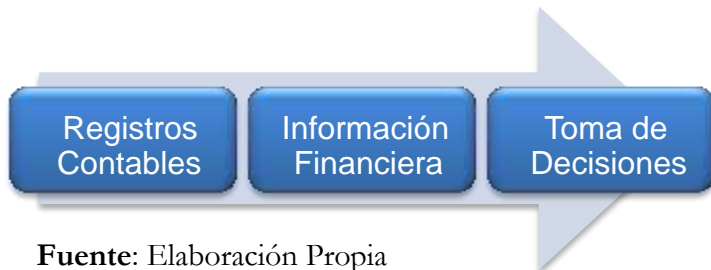 Registros
Contables
Información
Financiera
Toma de
Decisiones
Fuente: Elaboración Propia